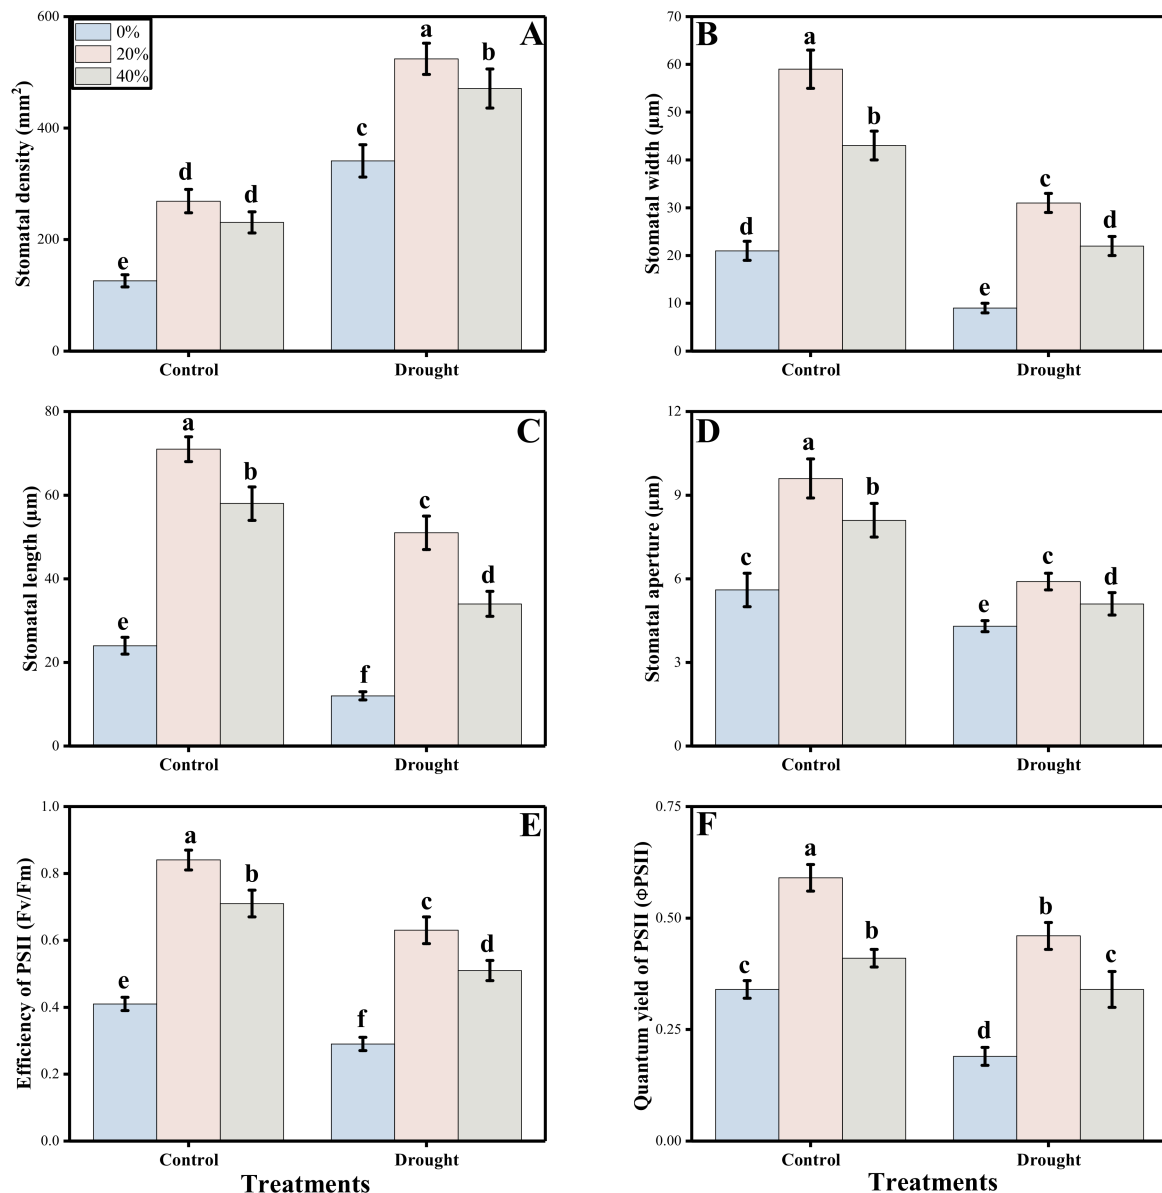 0%
20%
40%
A
Stomatal density (mm²)
600
400
200
0
e
d
d
c
a
b
Control
Drought
B
Stomatal width (μm)
70
60
50
40
30
20
10
0
d
a
b
e
c
d
Control
Drought
C
Stomatal length (μm)
80
60
40
20
0
e
a
b
f
c
d
Control
Drought
D
Stomatal aperture (μm)
12
9
6
3
0
c
a
b
e
c
d
Control
Drought
E
Efficiency of PSII (Fv/Fm)
1.0
0.8
0.6
0.4
0.2
0.0
e
a
b
f
c
d
Control
Drought
Treatments
F
Quantum yield of PSII (ΦPSII)
0.75
0.50
0.25
0.00
c
a
b
d
b
c
Control
Drought
Treatments